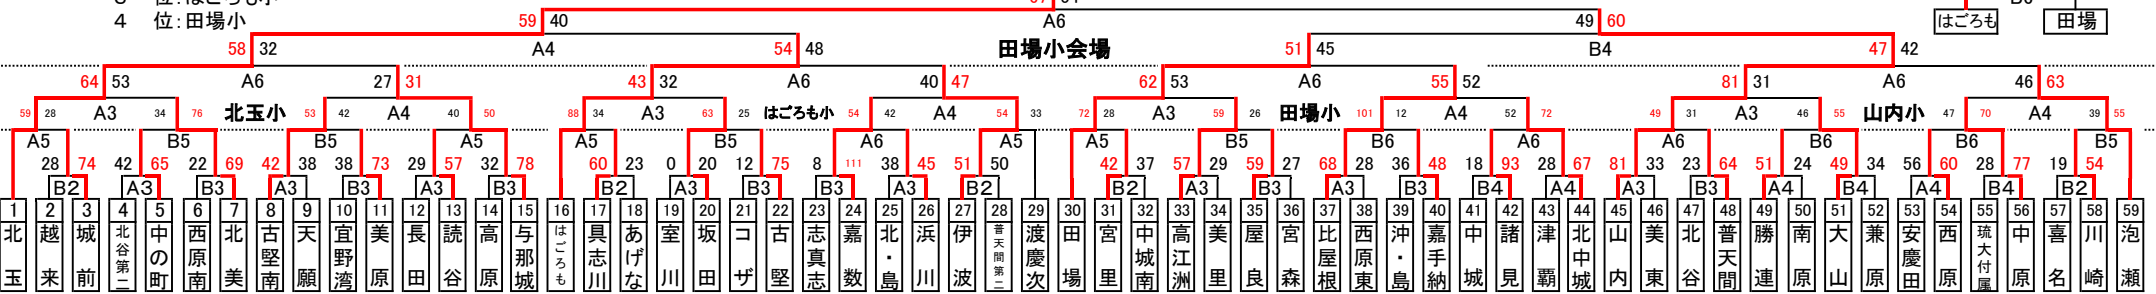 ４　位：田場小
59 40 A6 49 60 はごろも 田場
58 32 A4 54 48 田場小会場 51 45 B4 47 42
64 53 A6 27 31 43 32 A6 40 47 62 53 A6 55 52 81 31 A6 46 63
59 28 A3 34 76 北玉小 53 42 A4 40 50 88 34 A3 63 25 はごろも小 54 42 A4 54 33 72 28 A3 59 26 田場小 101 12 A4 52 72 49 31 A3 46 55 山内小 47 70 A4 39 55
A5 B5 B5 A5 A5 B5 A6 A5 A5 B5 B6 A6 A6 B6 B6 B5
28 74 42 65 22 69 42 38 38 73 29 57 32 78 60 23 0 20 12 75 8 111 38 45 51 50 42 37 57 29 59 27 68 28 36 48 18 93 28 67 81 33 23 64 51 24 49 34 56 60 28 77 19 54
B2 A3 B3 A3 B3 A3 B3 B2 A3 B3 B3 A3 B2 B2 A3 B3 A3 B3 B4 A4 A3 B3 A4 B4 A4 B4 B2
1 2 3 4 5 6 7 8 9 10 11 12 13 14 15 16 17 18 19 20 21 22 23 24 25 26 27 28 29 30 31 32 33 34 35 36 37 38 39 40 41 42 43 44 45 46 47 48 49 50 51 52 53 54 55 56 57 58 59
北玉 越来 城前 北谷第二 中の町 西原南 北美 古堅南 天願 宜野湾 美原 長田 読谷 高原 与那城 はごろも 具志川 あげな 室川 坂田 コザ 古堅 志真志 嘉数 北・島 浜川 伊波 普天間第二 渡慶次 田場 宮里 中城南 高江洲 美里 屋良 宮森 比屋根 西原東 沖・島 嘉手納 中城 諸見 津覇 北中城 山内 美東 北谷 普天間 勝連 南原 大山 兼原 安慶田 西原 琉大付属 中原 喜名 川崎 泡瀬